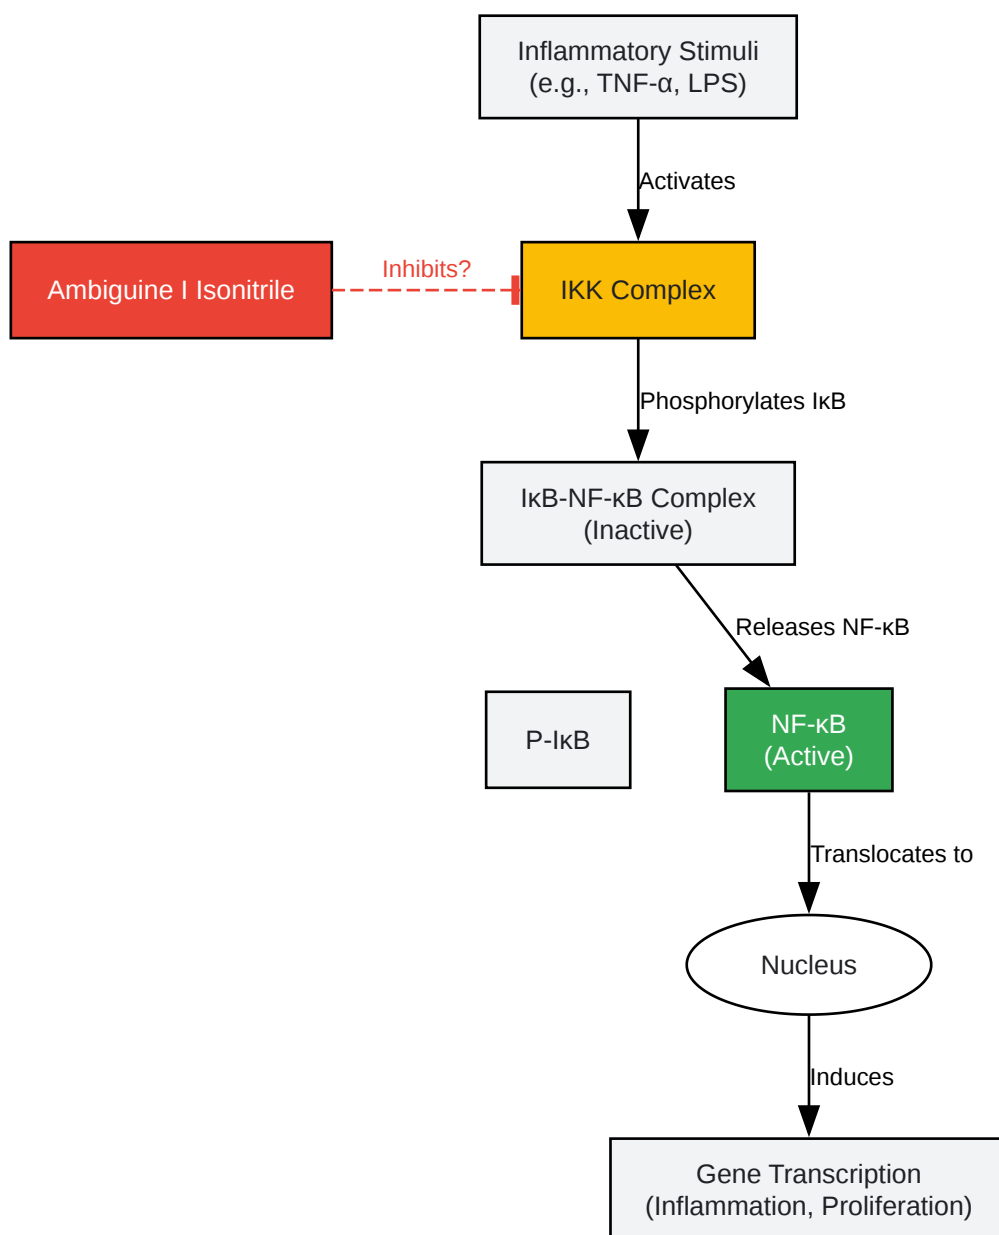 Inflammatory Stimuli
(e.g., TNF-α, LPS)
Activates
Ambiguine I Isonitrile
Inhibits?
IKK Complex
Phosphorylates IκB
IκB-NF-κB Complex
(Inactive)
Releases NF-κB
P-IκB
NF-κB
(Active)
Translocates to
Nucleus
Induces
Gene Transcription
(Inflammation, Proliferation)